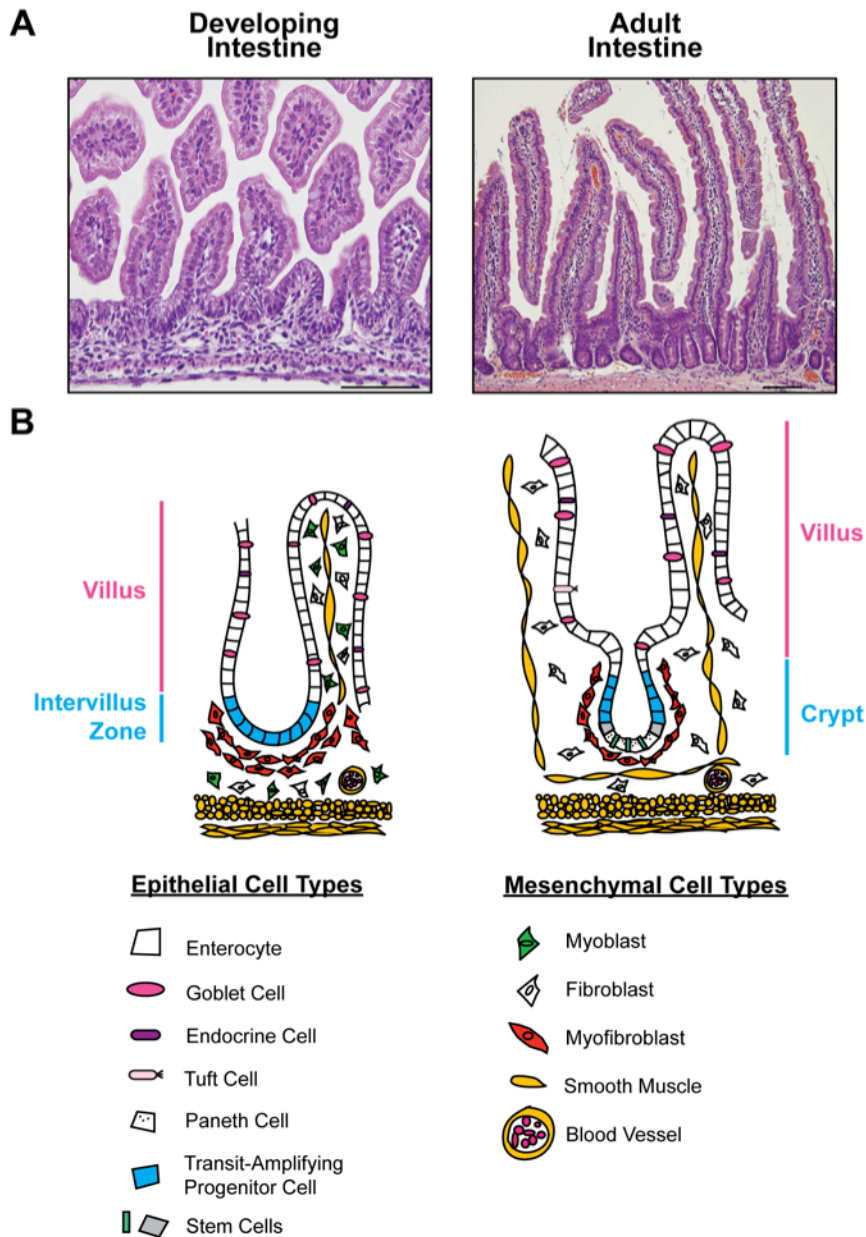 A
Developing
Intestine
Adult
Intestine
B
Villus
Intervillus
Zone
Villus
Crypt
Epithelial Cell Types
Enterocyte
Goblet Cell
Endocrine Cell
Tuft Cell
Paneth Cell
Transit-Amplifying
Progenitor Cell
Stem Cells
Mesenchymal Cell Types
Myoblast
Fibroblast
Myofibroblast
Smooth Muscle
Blood Vessel